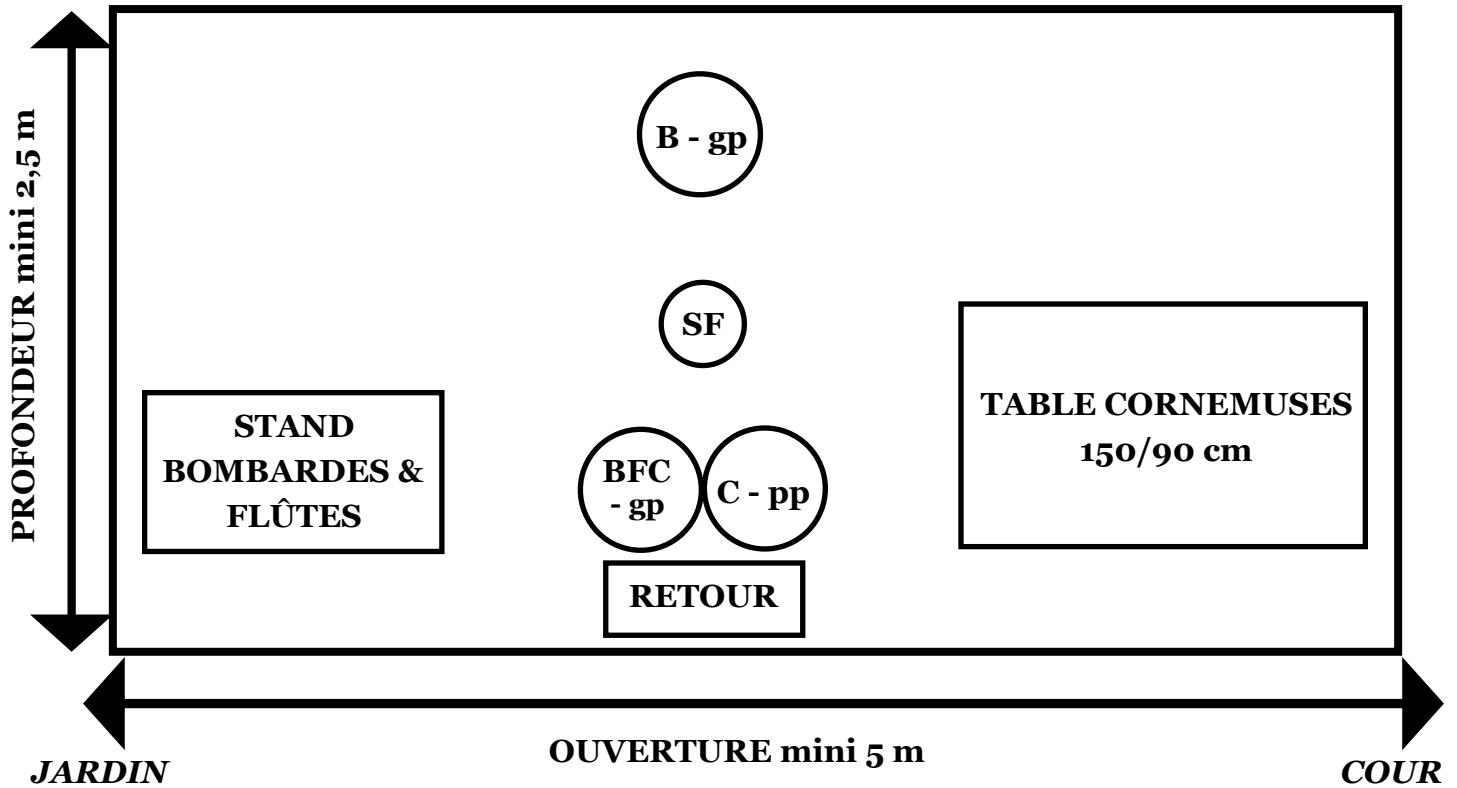 PROFONDEUR mini 2,5 m
B - gp
SF
STAND
BOMBARDES &
FLÛTES
BFC
- gp
C - pp
TABLE CORNEMUSES
150/90 cm
RETOUR
OUVERTURE mini 5 m
JARDIN
COUR